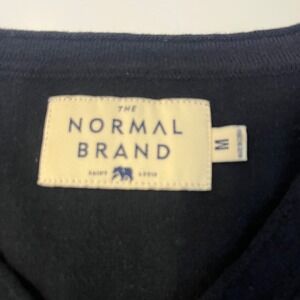 THE
NORMAL
BRAND
SAINT LOUIS
M